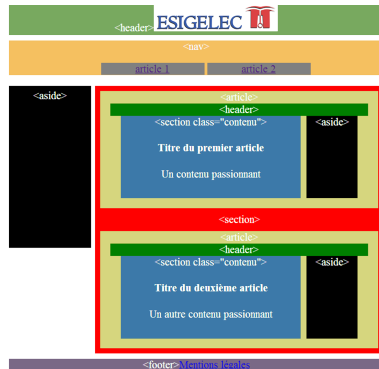 <header> ESIGELEC
<nav>
article 1 article 2
<aside>
<article>
<header>
<section class="contenu"> <aside>
Titre du premier article
Un contenu passionnant
<section>
<article>
<header>
<section class="contenu"> <aside>
Titre du deuxième article
Un autre contenu passionnant
<footer>Mentions légales